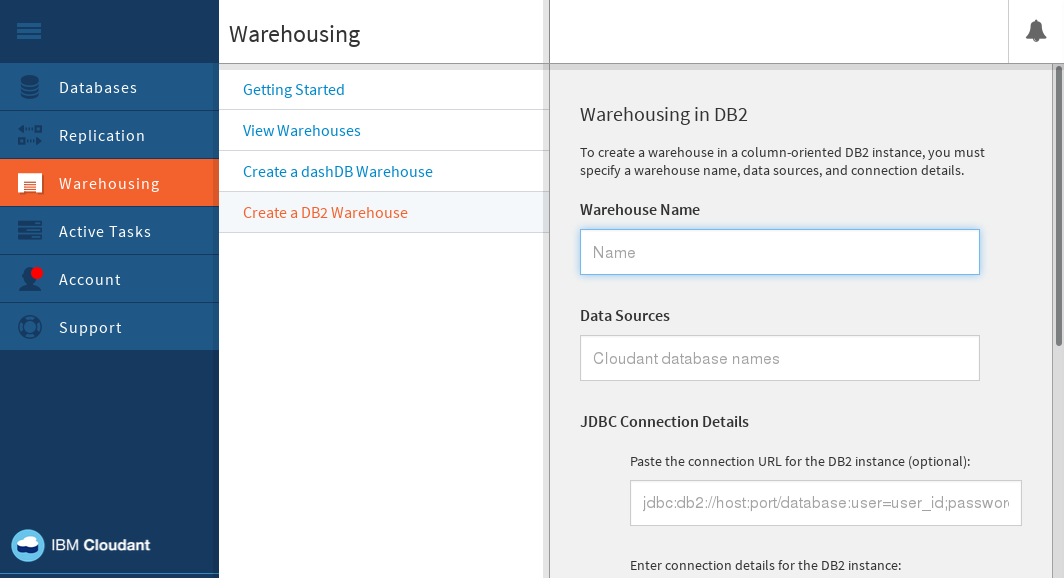 Databases
Replication
Warehousing
Active Tasks
Account
Support
IBM Cloudant
Warehousing
Getting Started
View Warehouses
Create a dashDB Warehouse
Create a DB2 Warehouse
Warehousing in DB2
To create a warehouse in a column-oriented DB2 instance, you must
specify a warehouse name, data sources, and connection details.
Warehouse Name
Name
Data Sources
Cloudant database names
JDBC Connection Details
Paste the connection URL for the DB2 instance (optional):
jdbc:db2://host:port/database:user=user_id;password
Enter connection details for the DB2 instance: